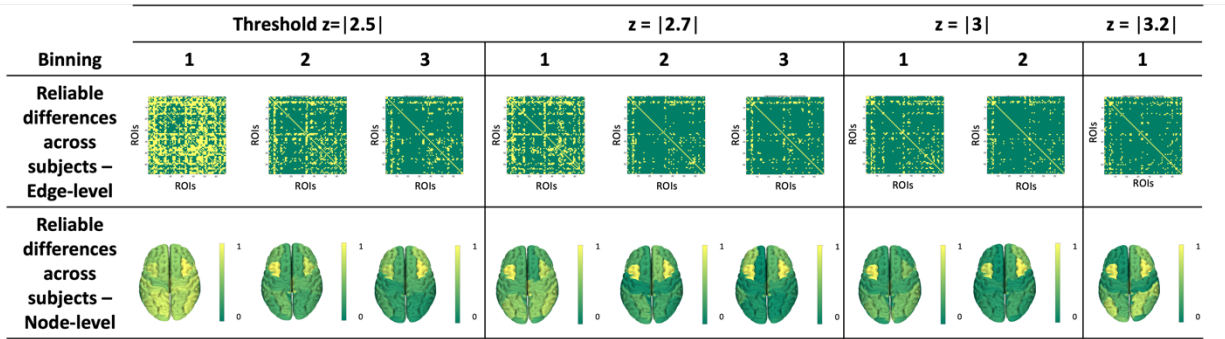 Threshold z=|2.5| z = |2.7| z = |3| z = |3.2|
Binning 1 2 3 1 2 3 1 2 1
Reliable
differences
across
subjects –
Edge-level
ROIs ROIs ROIs ROIs ROIs ROIs ROIs ROIs ROIs
ROIs ROIs ROIs ROIs ROIs ROIs ROIs ROIs ROIs
Reliable
differences
across
subjects –
Node-level
1 1 1 1 1 1 1 1 1
0 0 0 0 0 0 0 0 0